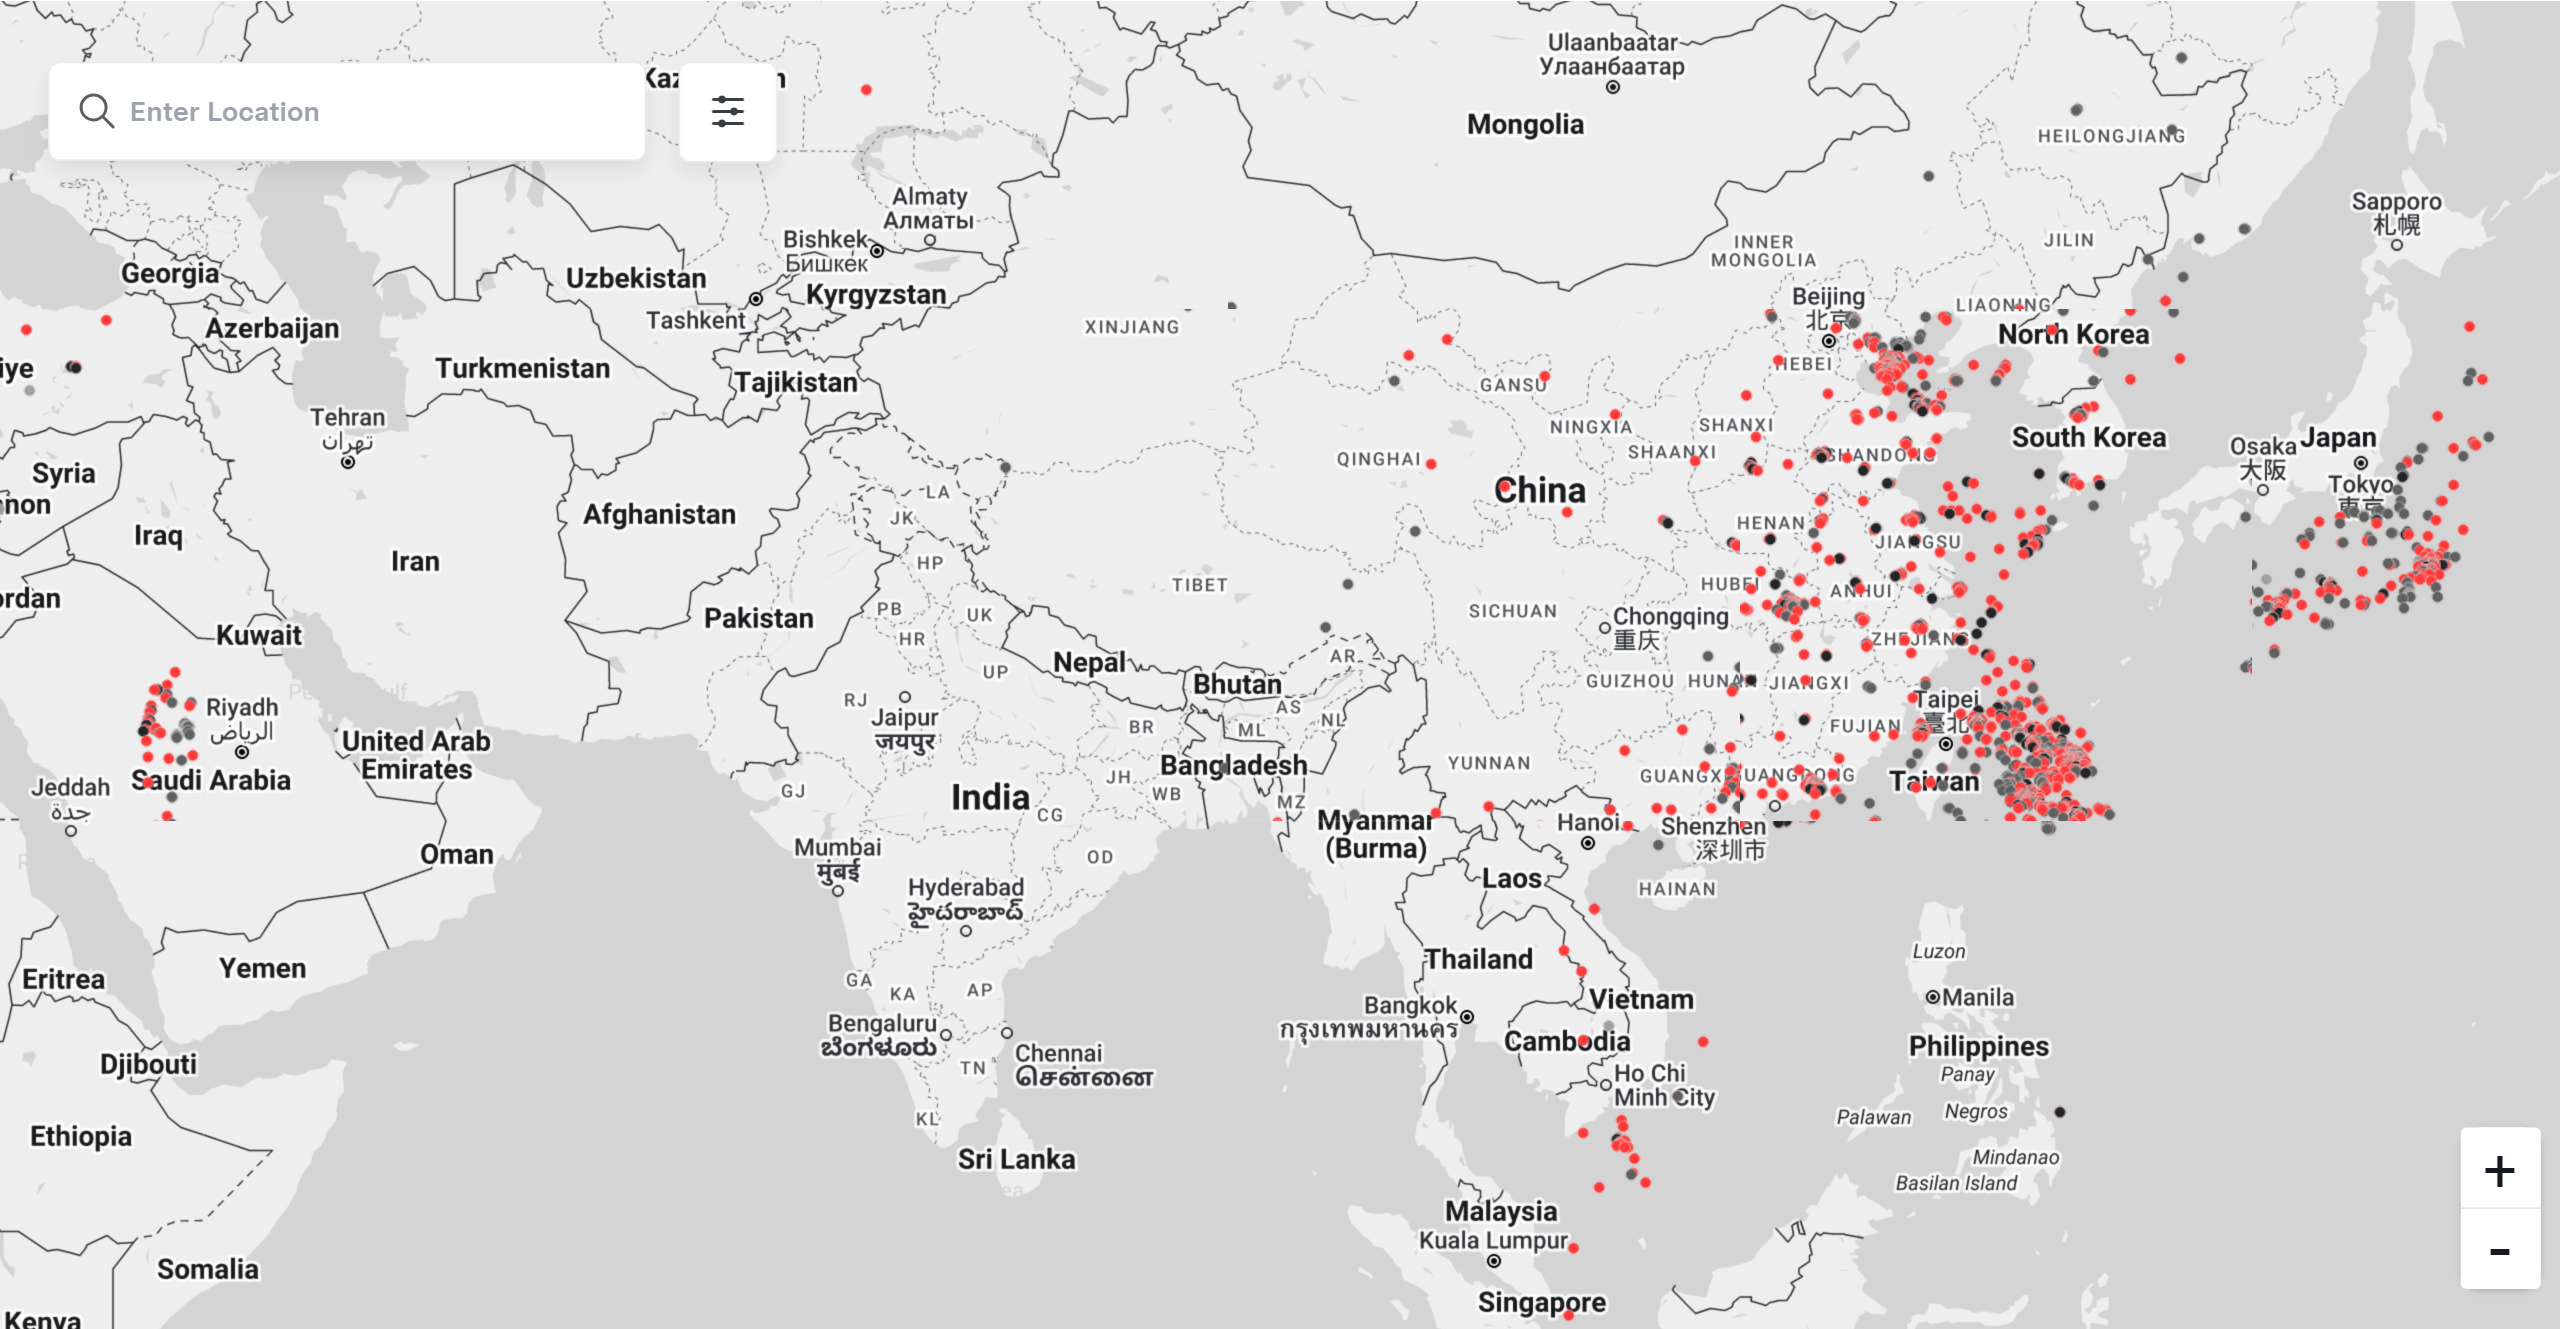 Enter Location
Ulaanbaatar
Улаанбаатар
Mongolia
HEILONGJIANG
Almaty
Алматы
Bishkek
Бишкек
Sapporo
札幌
JILIN
INNER
MONGOLIA
Georgia
Uzbekistan
Kyrgyzstan
Beijing
北京
LIAONING
Tashkent
Azerbaijan
XINJIANG
North Korea
iye
Turkmenistan
Tajikistan
HEBEI
GANSU
Tehran
تهران
NINGXIA
SHANXI
South Korea
Osaka
大阪
Japan
Syria
QINGHAI
SHAANXI
SHANDONG
non
LA
China
Tokyo
東京
Iraq
Afghanistan
JK
HENAN
JIANGSU
Iran
HP
ordan
TIBET
HUBEI
ANHUI
Kuwait
Pakistan
PB
UK
SICHUAN
Chongqing
重庆
HR
ZHEJIANG
Nepal
UP
AR
Bhutan
GUIZHOU
HUNAN
JIANGXI
Riyadh
الرياض
RJ
Jaipur
जयपुर
AS
Taipei
臺北
BR
ML
NL
FUJIAN
United Arab
Emirates
Bangladesh
YUNNAN
Saudi Arabia
Jeddah
جدة
GJ
India
JH
WB
MZ
GUANGXI
GUANGDONG
Taiwan
CG
Myanmar
(Burma)
Hanoi
Shenzhen
深圳市
Mumbai
मुंबई
Oman
OD
Hyderabad
హైదరాబాద్
Laos
HAINAN
Yemen
Eritrea
Thailand
Luzon
GA
KA
AP
Vietnam
Manila
Bangkok
กรุงเทพมหานคร
Bengaluru
ಬೆಂಗಳೂರು
Chennai
சென்னை
Cambodia
Philippines
Djibouti
TN
Ho Chi
Minh City
Panay
KL
Palawan
Negros
Ethiopia
Sri Lanka
Mindanao
Basilan Island
Malaysia
Kuala Lumpur
Somalia
Singapore
Kenya
+
-